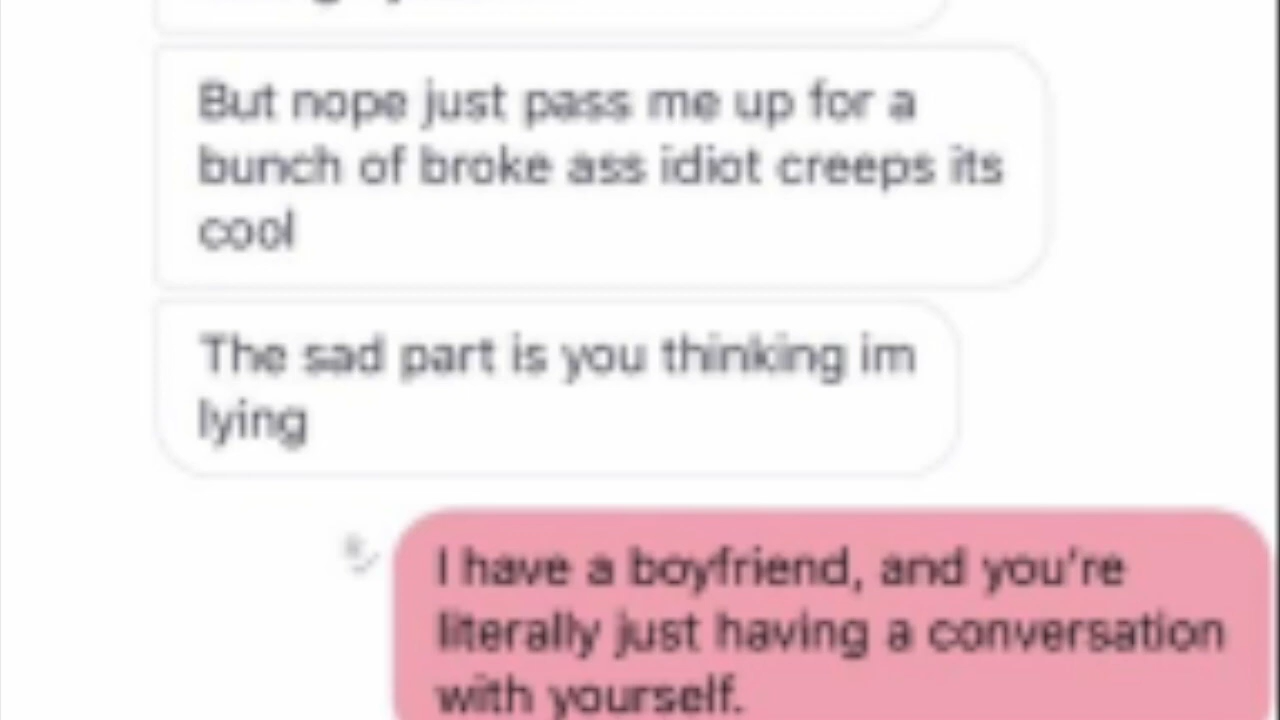 But nope just pass me up for a
bunch of broke ass idiot creeps its
cool
The sad part is you thinking im
lying
I have a boyfriend, and you're
literally just having a conversation
with yourself.